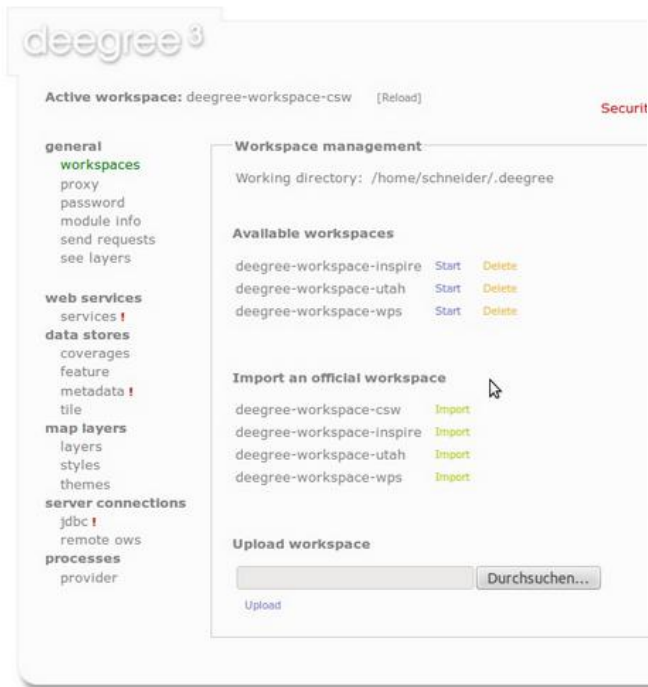 deegree 3
Active workspace: deegree-workspace-csw [Reload]
general
workspaces
proxy
password
module info
send requests
see layers
web services
services !
data stores
coverages
feature
metadata !
tile
map layers
layers
styles
themes
server connections
jdbc !
remote ows
processes
provider
Workspace management
Working directory: /home/schneider/.deegree
Available workspaces
deegree-workspace-inspire Start Delete
deegree-workspace-utah Start Delete
deegree-workspace-wps Start Delete
Import an official workspace
deegree-workspace-csw Import
deegree-workspace-inspire Import
deegree-workspace-utah Import
deegree-workspace-wps Import
Upload workspace
Durchsuchen...
Upload